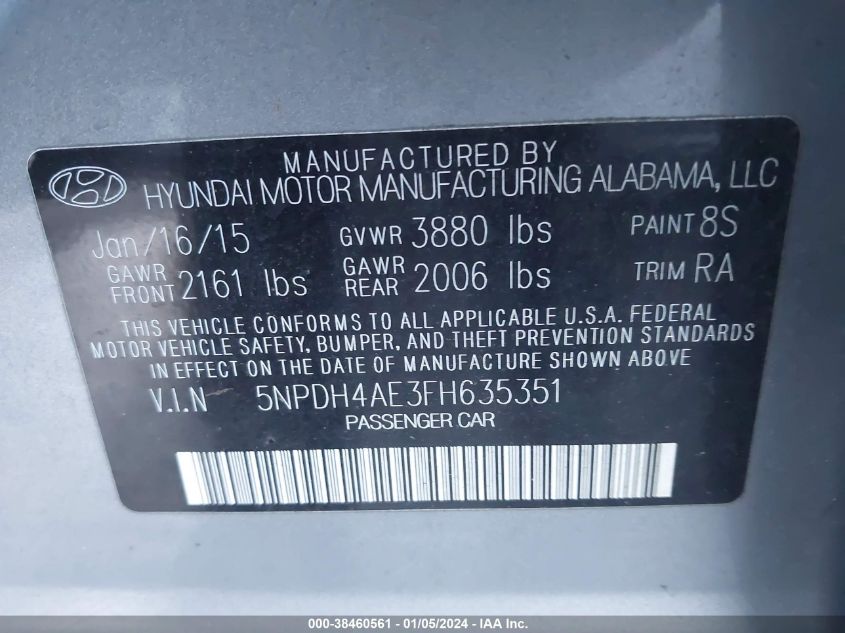 MANUFACTURED BY
HYUNDAI MOTOR MANUFACTURING ALABAMA, LLC
Jan/16/15 GVWR 3880 lbs PAINT 8S
GAWR FRONT 2161 lbs GAWR REAR 2006 lbs TRIM RA
THIS VEHICLE CONFORMS TO ALL APPLICABLE U.S.A. FEDERAL
MOTOR VEHICLE SAFETY, BUMPER, AND THEFT PREVENTION STANDARDS
IN EFFECT ON THE DATE OF MANUFACTURE SHOWN ABOVE.
V.I.N 5NPDH4AE3FH635351
PASSENGER CAR
000-38460561 - 01/05/2024 - IAA Inc.